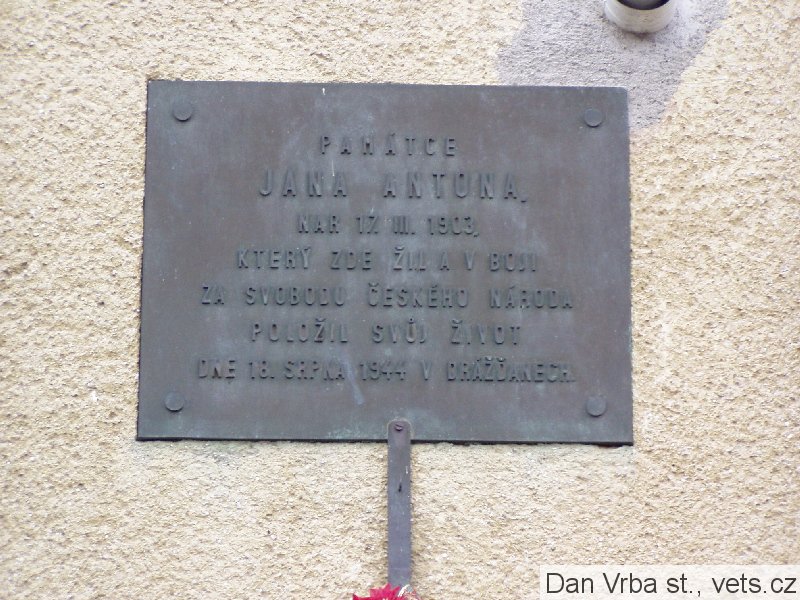 PAMÁTCE
JANA ANTONA,
NAR 17. III. 1903,
KTERÝ ZDE ŽIL A V BOJI
ZA SVOBODU ČESKÉHO NÁRODA
POLOŽIL SVŮJ ŽIVOT
DNE 18. SRPNA 1944 V DRÁŽĎANECH.
Dan Vrba st., vets.cz